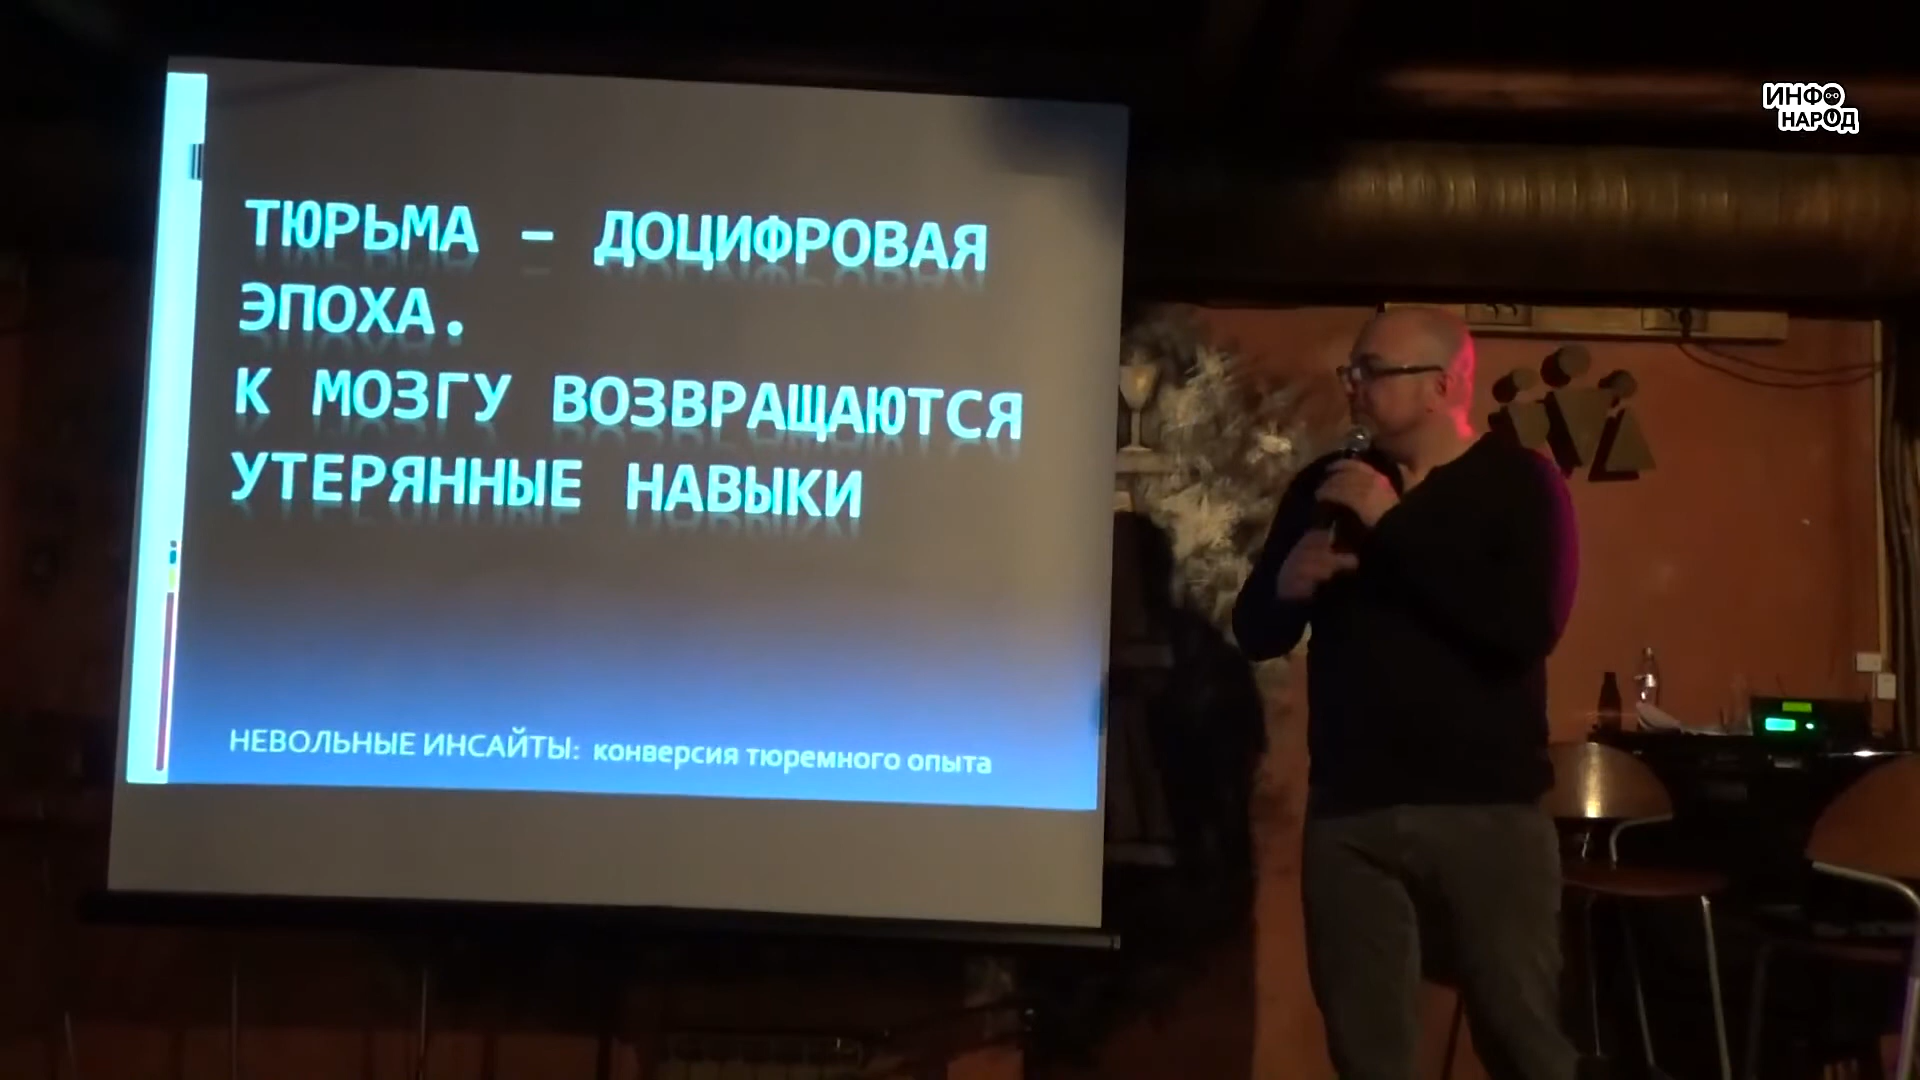 ИНФО
НАРОД
ТЮРЬМА – ДОЦИФРОВАЯ
ЭПОХА.
К МОЗГУ ВОЗВРАЩАЮТСЯ
УТЕРЯННЫЕ НАВЫКИ
НЕВОЛЬНЫЕ ИНСАЙТЫ: конверсия тюремного опыта